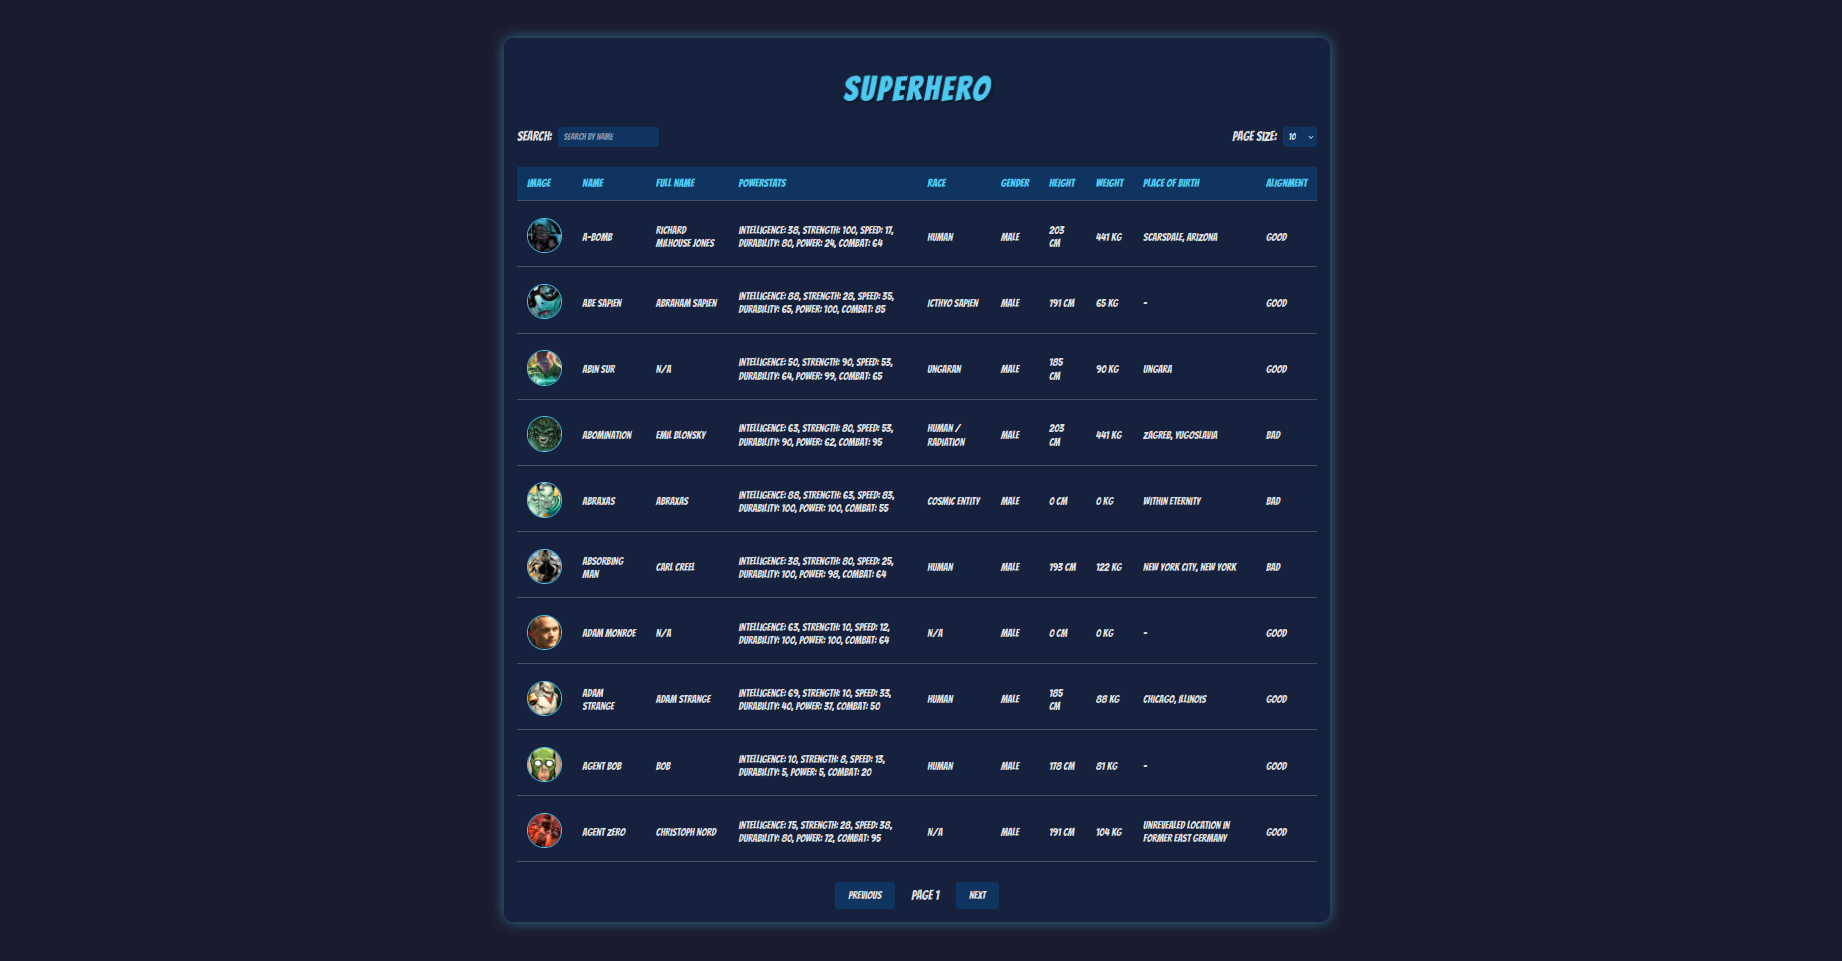 SUPERHERO
SEARCH: SEARCH BY NAME PAGE SIZE: 10
IMAGE NAME FULL NAME POWERSTATS RACE GENDER HEIGHT WEIGHT PLACE OF BIRTH ALIGNMENT
A-BOMB RICHARD MILHOUSE JONES INTELLIGENCE: 38, STRENGTH: 100, SPEED: 17, DURABILITY: 80, POWER: 24, COMBAT: 64 HUMAN MALE 203 CM 441 KG SCARSDALE, ARIZONA GOOD
ABE SAPIEN ABRAHAM SAPIEN INTELLIGENCE: 88, STRENGTH: 28, SPEED: 35, DURABILITY: 65, POWER: 100, COMBAT: 85 ICTHYO SAPIEN MALE 191 CM 65 KG - GOOD
ABIN SUR N/A INTELLIGENCE: 50, STRENGTH: 90, SPEED: 53, DURABILITY: 64, POWER: 99, COMBAT: 65 UNGARAN MALE 185 CM 90 KG UNGARA GOOD
ABOMINATION EMIL BLONSKY INTELLIGENCE: 63, STRENGTH: 80, SPEED: 53, DURABILITY: 90, POWER: 62, COMBAT: 95 HUMAN / RADIATION MALE 203 CM 441 KG ZAGREB, YUGOSLAVIA BAD
ABRAXAS ABRAXAS INTELLIGENCE: 88, STRENGTH: 63, SPEED: 83, DURABILITY: 100, POWER: 100, COMBAT: 55 COSMIC ENTITY MALE 0 CM 0 KG WITHIN ETERNITY BAD
ABSORBING MAN CARL CREEL INTELLIGENCE: 38, STRENGTH: 80, SPEED: 25, DURABILITY: 100, POWER: 98, COMBAT: 64 HUMAN MALE 193 CM 122 KG NEW YORK CITY, NEW YORK BAD
ADAM MONROE N/A INTELLIGENCE: 63, STRENGTH: 10, SPEED: 12, DURABILITY: 100, POWER: 100, COMBAT: 64 N/A MALE 0 CM 0 KG - GOOD
ADAM STRANGE ADAM STRANGE INTELLIGENCE: 69, STRENGTH: 10, SPEED: 33, DURABILITY: 40, POWER: 37, COMBAT: 50 HUMAN MALE 185 CM 88 KG CHICAGO, ILLINOIS GOOD
AGENT BOB BOB INTELLIGENCE: 10, STRENGTH: 8, SPEED: 13, DURABILITY: 5, POWER: 5, COMBAT: 20 HUMAN MALE 178 CM 81 KG - GOOD
AGENT ZERO CHRISTOPH NORD INTELLIGENCE: 75, STRENGTH: 28, SPEED: 38, DURABILITY: 80, POWER: 72, COMBAT: 95 N/A MALE 191 CM 104 KG UNREVEALED LOCATION IN FORMER EAST GERMANY GOOD
PREVIOUS PAGE 1 NEXT